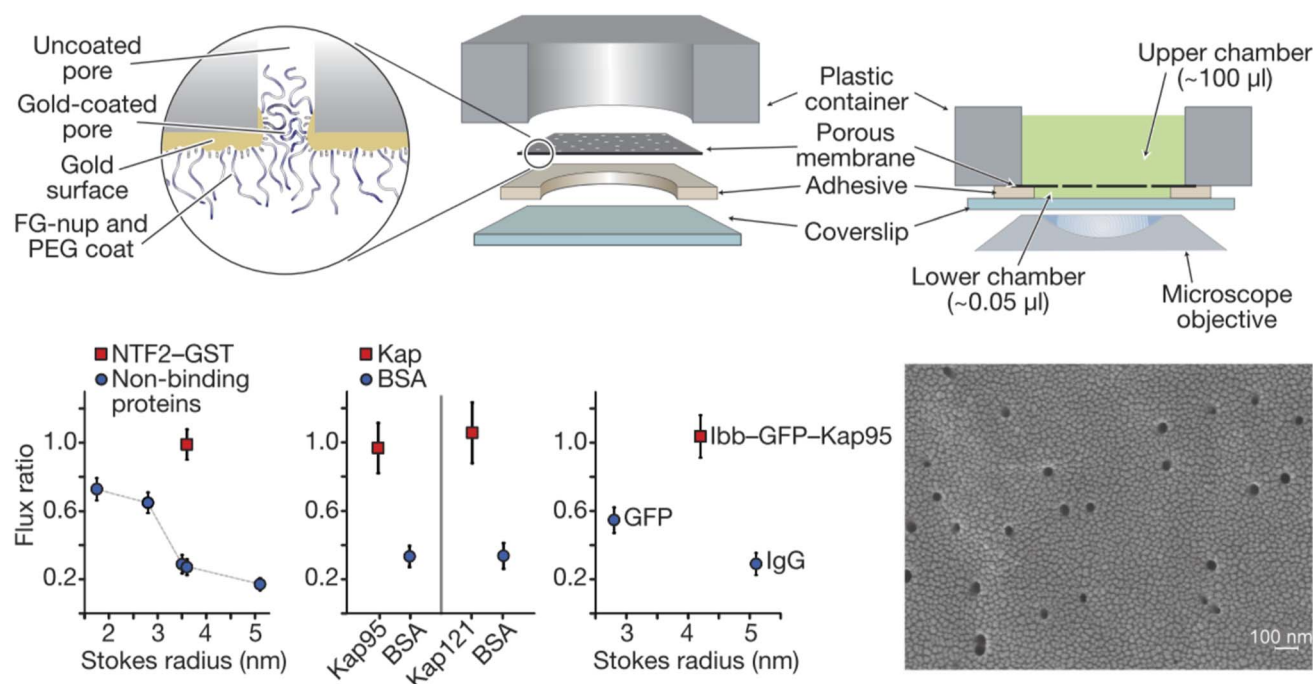 Uncoated
pore
Gold-coated
pore
Gold
surface
FG-nup and
PEG coat
Plastic
container
Porous
membrane
Adhesive
Coverslip
Upper chamber
(~100 µl)
Lower chamber
(~0.05 µl)
Microscope
objective
NTF2–GST
Non-binding
proteins
Flux ratio
1.0
0.6
0.2
2 3 4 5
Stokes radius (nm)
Kap
BSA
1.0
0.6
0.2
Kap95
BSA
Kap121
BSA
1.0
0.6
0.2
Ibb–GFP–Kap95
GFP
IgG
3 4 5
Stokes radius (nm)
100 nm